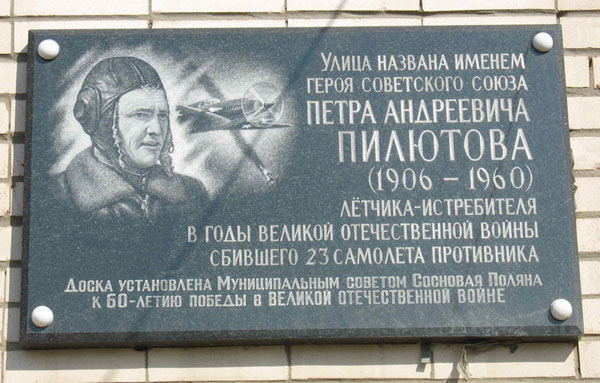 Улица названа именем
героя Советского Союза
Петра Андреевича
Пилютова
(1906 – 1960)
лётчика-истребителя
в годы Великой Отечественной войны
сбившего 23 самолета противника
Доска установлена Муниципальным советом Сосновая Поляна
к 60-летию победы в Великой Отечественной войне